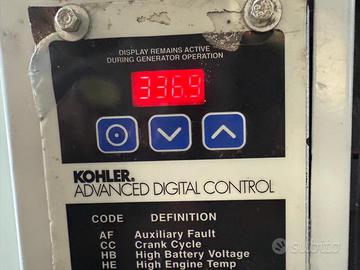 DISPLAY REMAINS ACTIVE
DURING GENERATOR OPERATION
336.9
KOHLER.
ADVANCED DIGITAL CONTROL
CODE DEFINITION
AF Auxiliary Fault
CC Crank Cycle
HB High Battery Voltage
HE High Engine Temp
subito